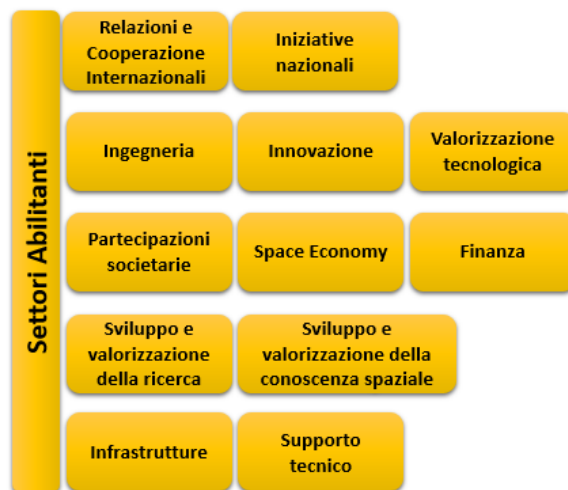 Settori Abilitanti
Relazioni e
Cooperazione
Internazionali
Iniziative
nazionali
Ingegneria
Innovazione
Valorizzazione
tecnologica
Partecipazioni
societarie
Space Economy
Finanza
Sviluppo e
valorizzazione
della ricerca
Sviluppo e
valorizzazione della
conoscenza spaziale
Infrastrutture
Supporto
tecnico